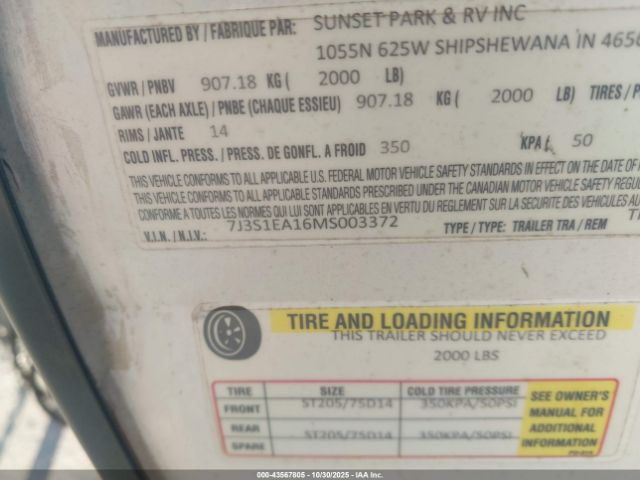 MANUFACTURED BY / FABRIQUE PAR: SUNSET PARK & RV INC
1055N 625W SHIPSHEWANA IN 4656
GVWR / PNBV 907.18 KG ( 2000 LB)
GAWR (EACH AXLE) / PNBE (CHAQUE ESSIEU) 907.18 KG ( 2000 LB) TIRES / P
RIMS / JANTE 14
COLD INFL. PRESS. / PRESS. DE GONFL. A FROID 350 KPA ( 50
THIS VEHICLE CONFORMS TO ALL APPLICABLE U.S. FEDERAL MOTOR VEHICLE SAFETY STANDARDS IN EFFECT ON THE DATE OF
THIS VEHICLE CONFORMS TO ALL APPLICABLE STANDARDS PRESCRIBED UNDER THE CANADIAN MOTOR VEHICLE SAFETY REGU
CONFORME A TOUTES LES NORMES QUI LUI SONT APPLICABLES EN VERTU DU REGLEMENT SUR LA SECURITE DES VEHICULES AU
V.I.N. / N.I.V.: 7J3S1EA16MS003372 TYPE / TYPE: TRAILER TRA / REM
TIRE AND LOADING INFORMATION
THIS TRAILER SHOULD NEVER EXCEED
2000 LBS
TIRE SIZE COLD TIRE PRESSURE
FRONT ST205/75D14 350KPA/50PSI
REAR
SPARE ST205/75D14 350KPA/50PSI
SEE OWNER'S
MANUAL FOR
ADDITIONAL
INFORMATION
000-43567805 | 10/30/2025 | IAAI.com